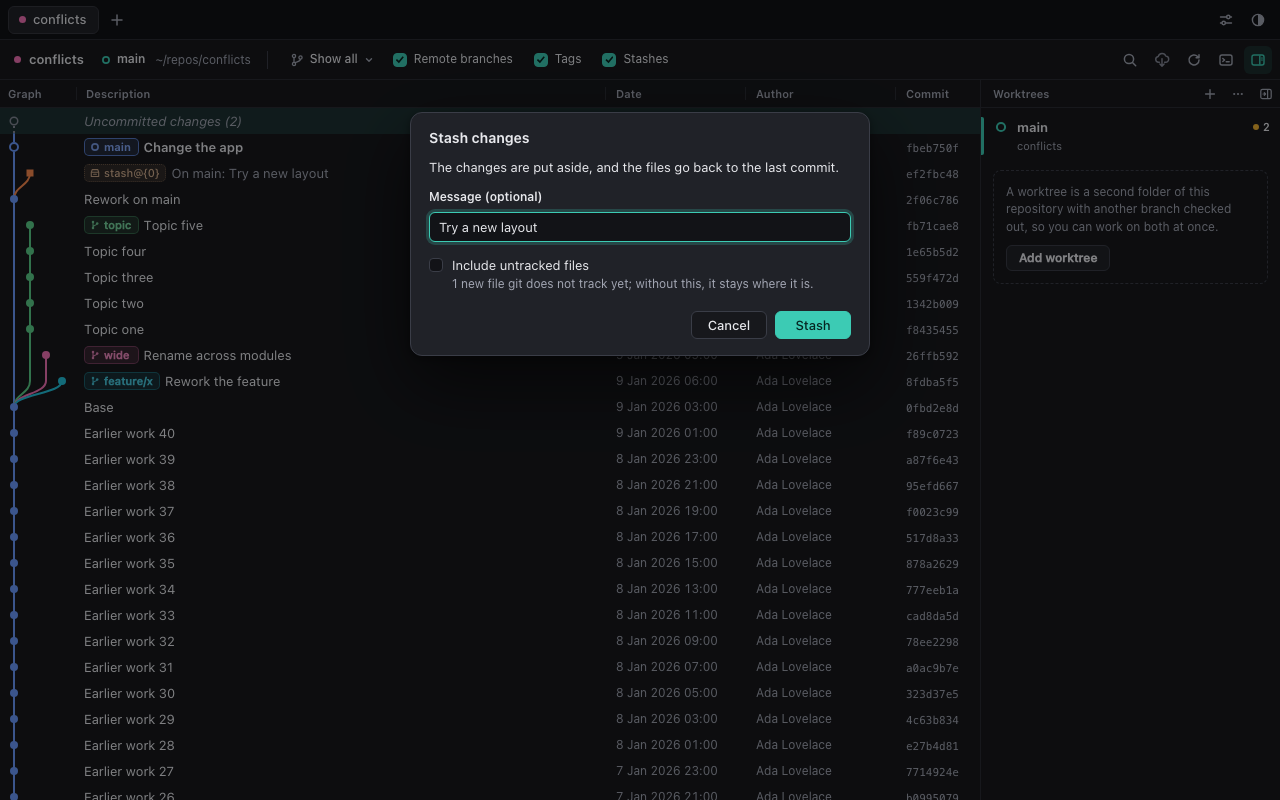 conflicts
conflicts main ~/repos/conflicts Show all Remote branches Tags Stashes
Graph Description Date Author Commit Worktrees
Uncommitted changes (2)
main Change the app fbeb750f
stash@{0} On main: Try a new layout ef2fbc48
Rework on main 2f06c786
topic Topic five fb71cae8
Topic four 1e65b5d2
Topic three 559f472d
Topic two 1342b009
Topic one f8435455
wide Rename across modules 26ffb592
feature/x Rework the feature 9 Jan 2026 06:00 Ada Lovelace 8fdba5f5
Base 9 Jan 2026 03:00 Ada Lovelace 0fbd2e8d
Earlier work 40 9 Jan 2026 01:00 Ada Lovelace f89c0723
Earlier work 39 8 Jan 2026 23:00 Ada Lovelace a87f6e43
Earlier work 38 8 Jan 2026 21:00 Ada Lovelace 95efd667
Earlier work 37 8 Jan 2026 19:00 Ada Lovelace f0023c99
Earlier work 36 8 Jan 2026 17:00 Ada Lovelace 517d8a33
Earlier work 35 8 Jan 2026 15:00 Ada Lovelace 878a2629
Earlier work 34 8 Jan 2026 13:00 Ada Lovelace 777eeb1a
Earlier work 33 8 Jan 2026 11:00 Ada Lovelace cad8da5d
Earlier work 32 8 Jan 2026 09:00 Ada Lovelace 78ee2298
Earlier work 31 8 Jan 2026 07:00 Ada Lovelace a0ac9b7e
Earlier work 30 8 Jan 2026 05:00 Ada Lovelace 323d37e5
Earlier work 29 8 Jan 2026 03:00 Ada Lovelace 4c63b834
Earlier work 28 8 Jan 2026 01:00 Ada Lovelace e27b4d81
Earlier work 27 7 Jan 2026 23:00 Ada Lovelace 7714924e
Earlier work 26 7 Jan 2026 21:00 Ada Lovelace b0995079
Stash changes
The changes are put aside, and the files go back to the last commit.
Message (optional)
Try a new layout
Include untracked files
1 new file git does not track yet; without this, it stays where it is.
Cancel Stash
main 2
conflicts
A worktree is a second folder of this
repository with another branch checked
out, so you can work on both at once.
Add worktree